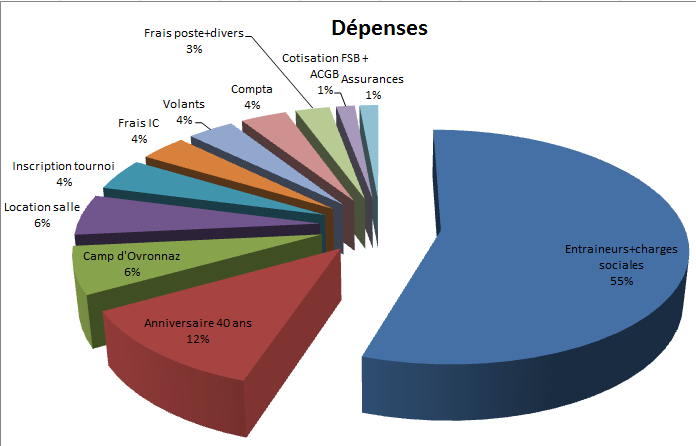 Dépenses
Frais poste+divers
3%
Cotisation FSB +
ACGB
1%
Assurances
1%
Compta
4%
Volants
4%
Frais IC
4%
Inscription tournoi
4%
Location salle
6%
Camp d'Ovronnaz
6%
Anniversaire 40 ans
12%
Entraineurs+charges
sociales
55%